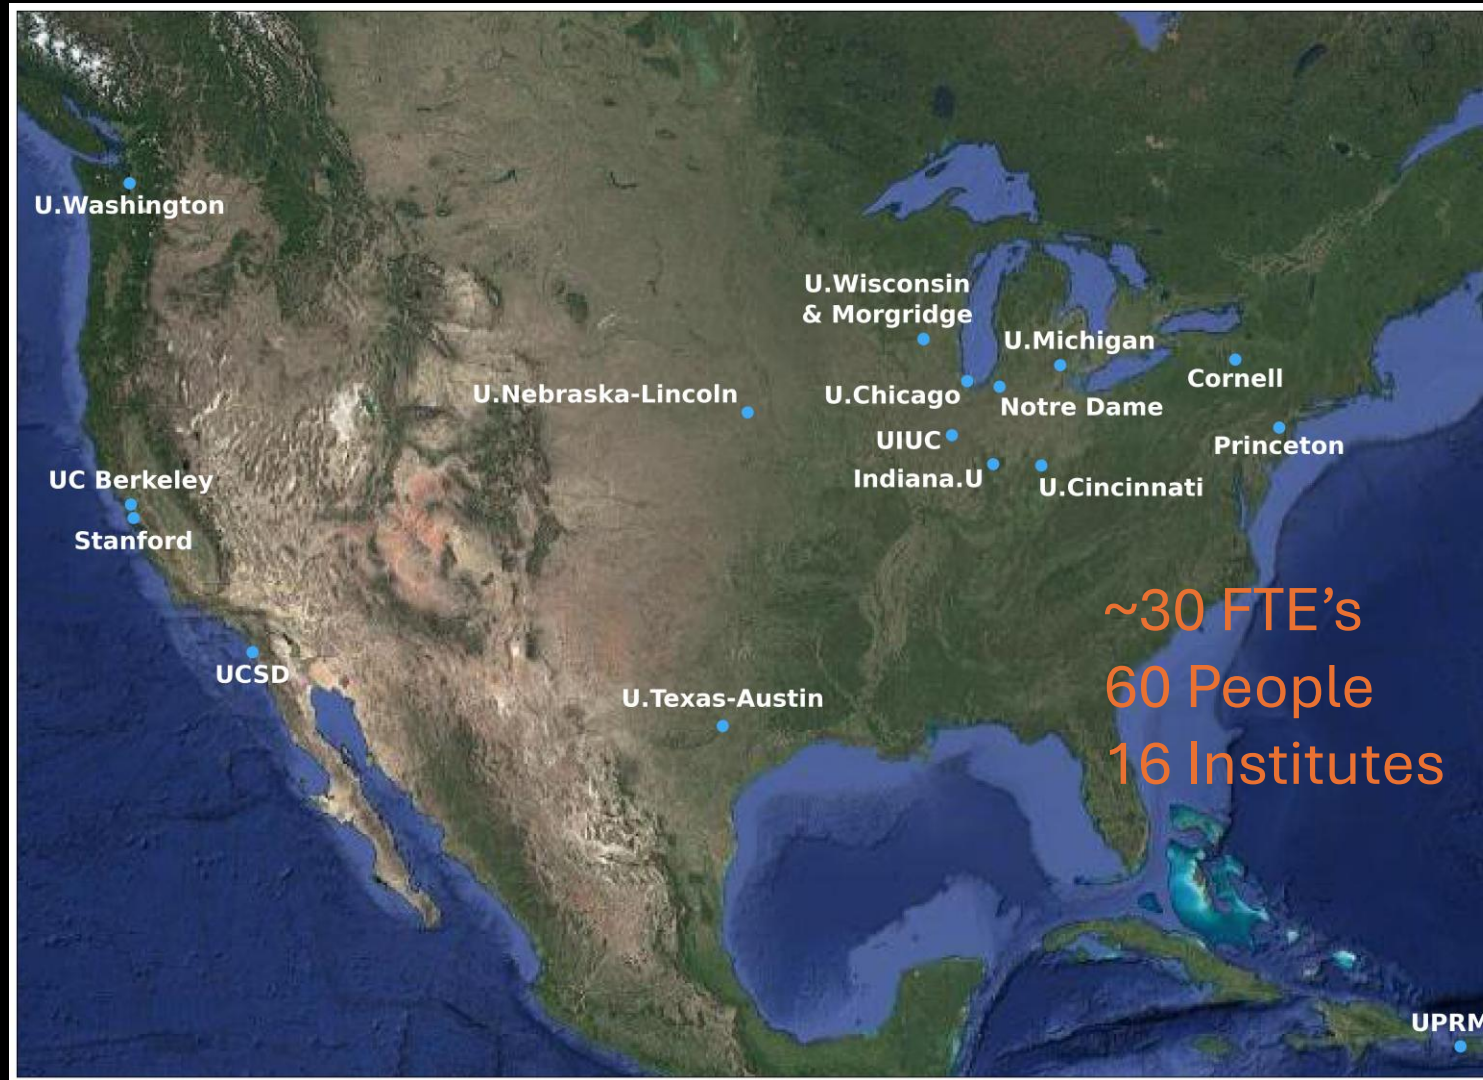 U.Washington
U.Wisconsin
& Morgridge
U.Michigan
Cornell
U.Nebraska-Lincoln
U.Chicago
Notre Dame
UIUC
Princeton
Indiana.U
U.Cincinnati
UC Berkeley
Stanford
~30 FTE’s
60 People
16 Institutes
UCSD
U.Texas-Austin
UPRM